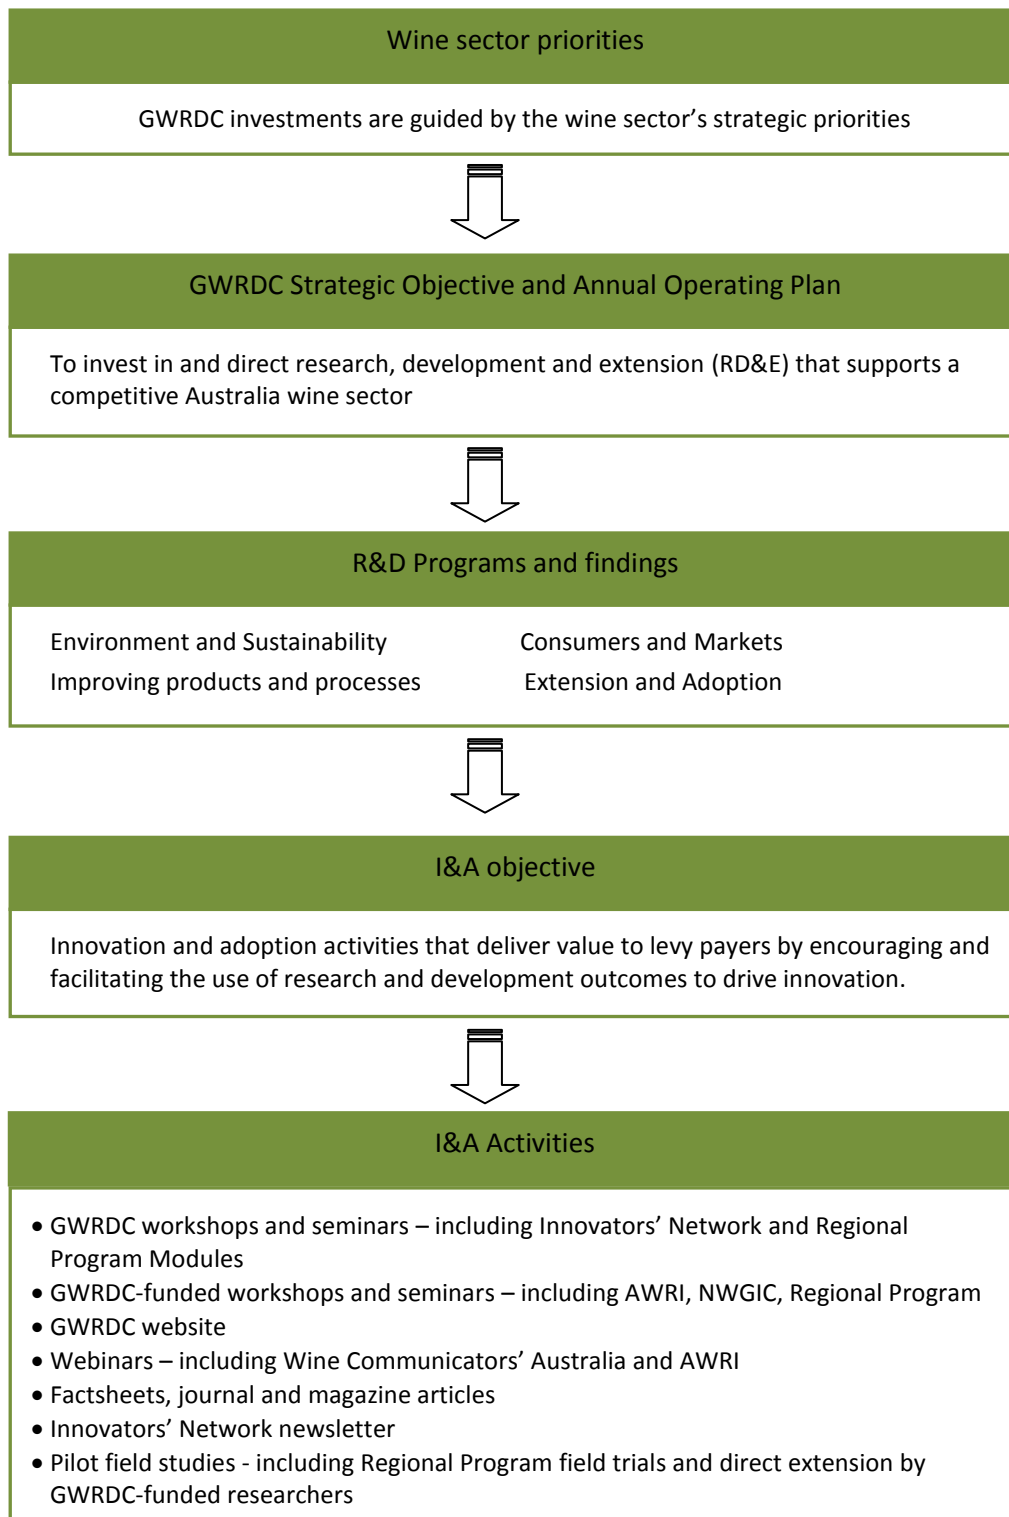 Wine sector priorities
GWRDC investments are guided by the wine sector’s strategic priorities
GWRDC Strategic Objective and Annual Operating Plan
To invest in and direct research, development and extension (RD&E) that supports a
competitive Australia wine sector
R&D Programs and findings
Environment and Sustainability Consumers and Markets
Improving products and processes Extension and Adoption
I&A objective
Innovation and adoption activities that deliver value to levy payers by encouraging and
facilitating the use of research and development outcomes to drive innovation.
I&A Activities
• GWRDC workshops and seminars – including Innovators’ Network and Regional
Program Modules
• GWRDC-funded workshops and seminars – including AWRI, NWGIC, Regional Program
• GWRDC website
• Webinars – including Wine Communicators’ Australia and AWRI
• Factsheets, journal and magazine articles
• Innovators’ Network newsletter
• Pilot field studies - including Regional Program field trials and direct extension by
GWRDC-funded researchers